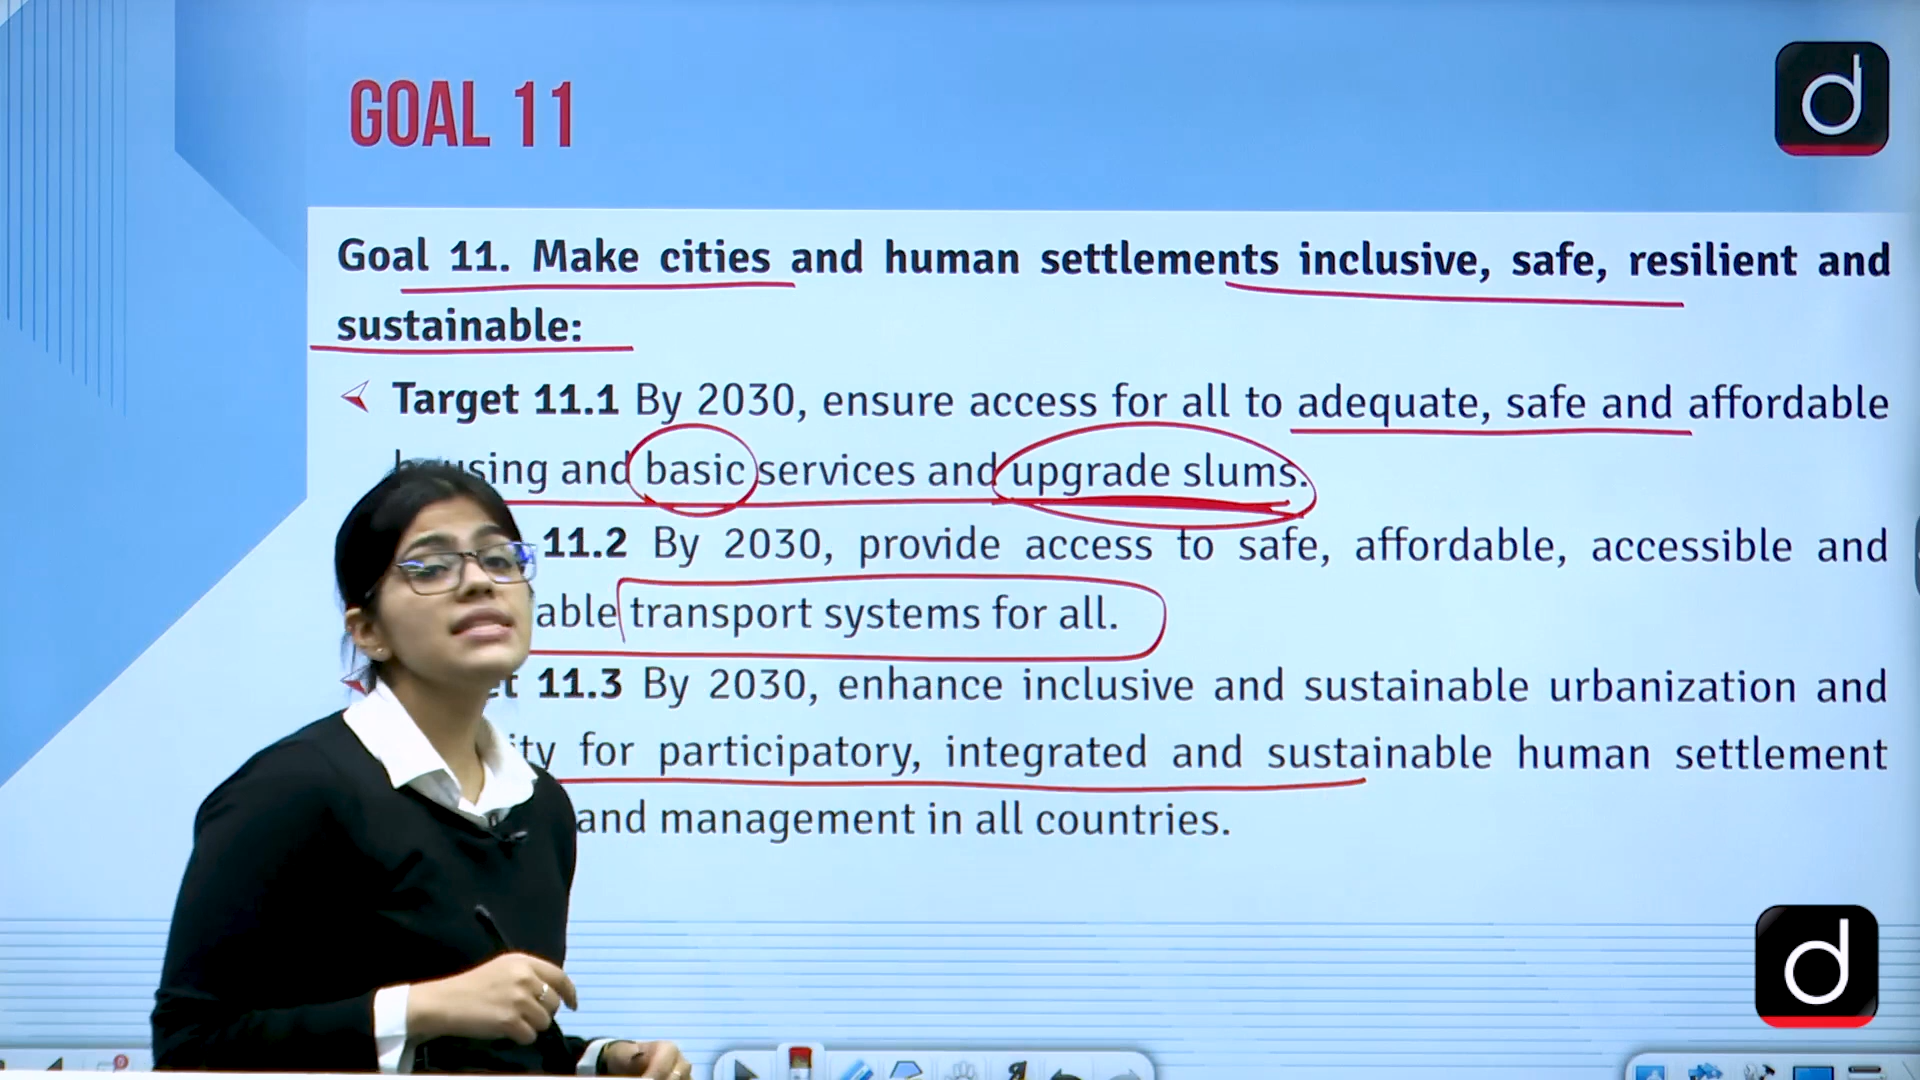 GOAL 11
d
Goal 11. Make cities and human settlements inclusive, safe, resilient and
sustainable:
Target 11.1 By 2030, ensure access for all to adequate, safe and affordable
housing and basic services and upgrade slums.
11.2 By 2030, provide access to safe, affordable, accessible and
able transport systems for all.
et 11.3 By 2030, enhance inclusive and sustainable urbanization and
ity for participatory, integrated and sustainable human settlement
and management in all countries.
d